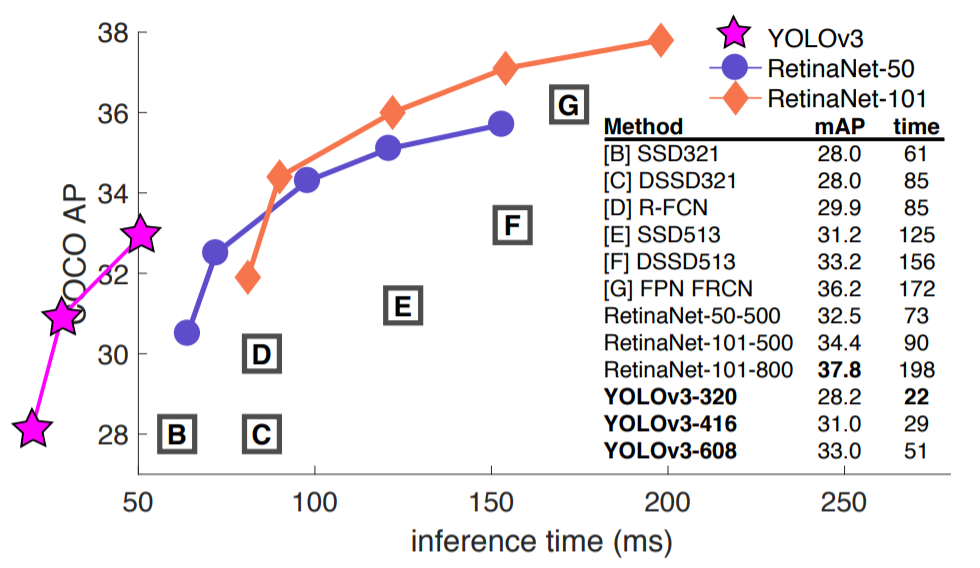 38
36
34
32
30
28
COCO AP
50 100 150 200 250
inference time (ms)
B
C
D
E
F
G
YOLOv3
RetinaNet-50
RetinaNet-101
Method mAP time
[B] SSD321 28.0 61
[C] DSSD321 28.0 85
[D] R-FCN 29.9 85
[E] SSD513 31.2 125
[F] DSSD513 33.2 156
[G] FPN FRCN 36.2 172
RetinaNet-50-500 32.5 73
RetinaNet-101-500 34.4 90
RetinaNet-101-800 37.8 198
YOLOv3-320 28.2 22
YOLOv3-416 31.0 29
YOLOv3-608 33.0 51